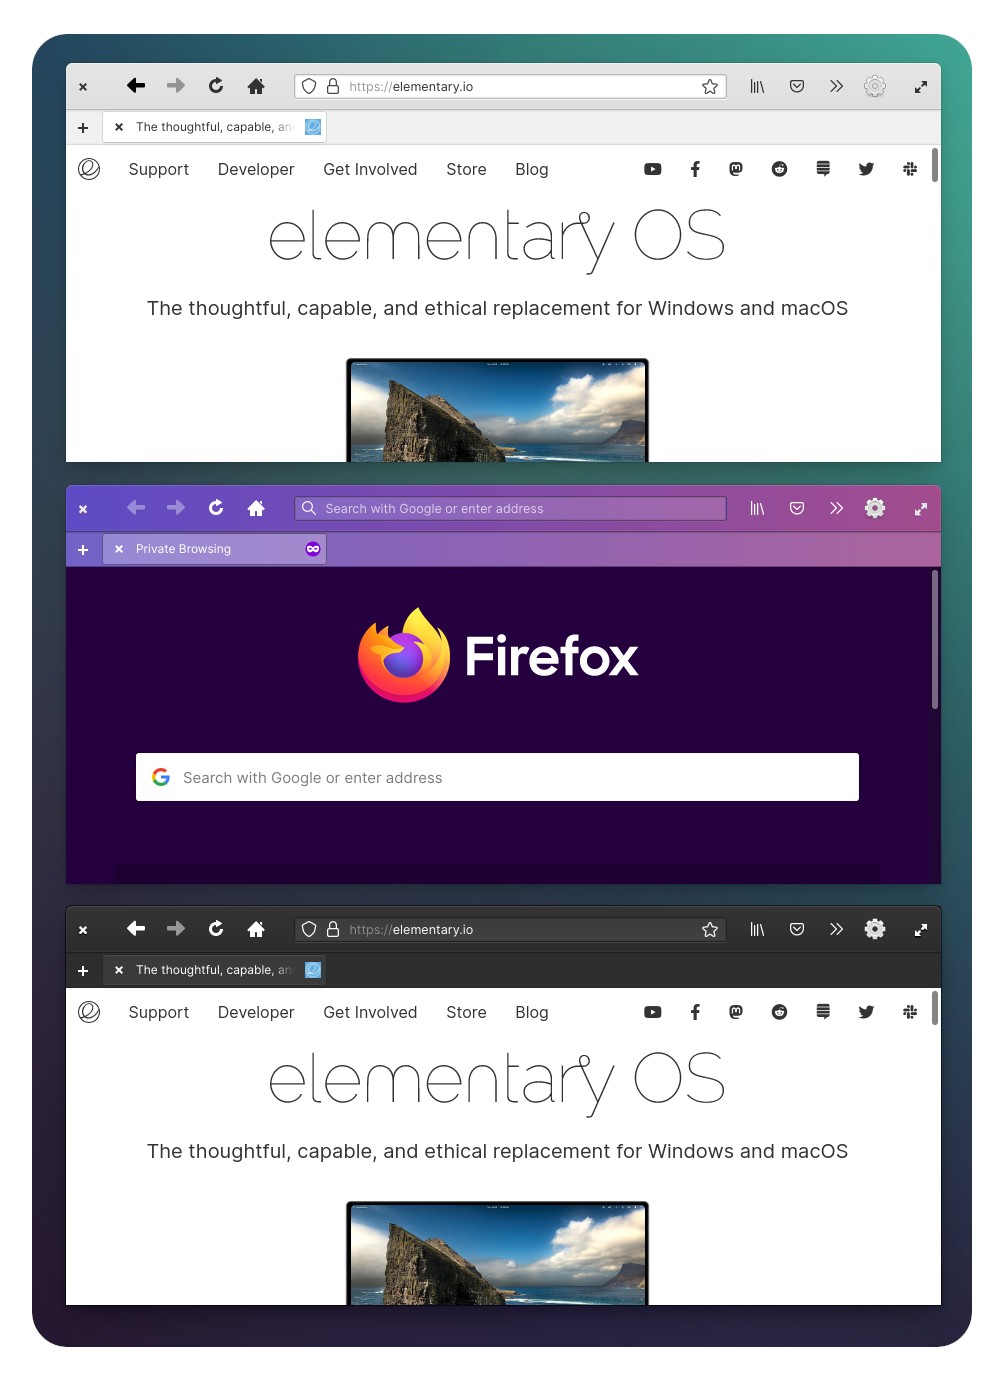 https://elementary.io
The thoughtful, capable, an
Support Developer Get Involved Store Blog
elementary OS
The thoughtful, capable, and ethical replacement for Windows and macOS
Search with Google or enter address
Private Browsing
Firefox
Search with Google or enter address
https://elementary.io
The thoughtful, capable, an
Support Developer Get Involved Store Blog
elementary OS
The thoughtful, capable, and ethical replacement for Windows and macOS